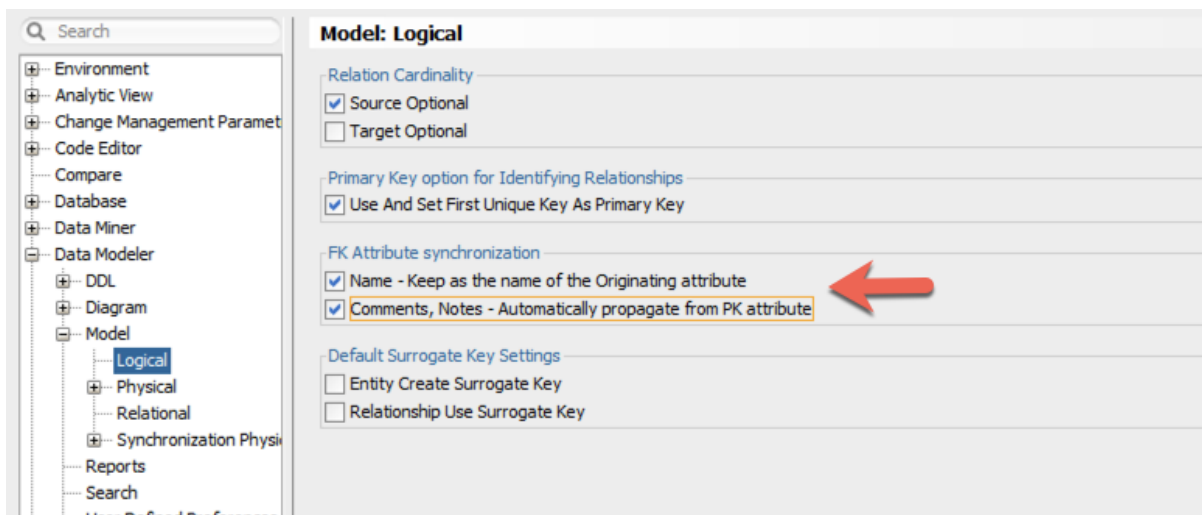 Search
Environment
Analytic View
Change Management Paramet
Code Editor
Compare
Database
Data Miner
Data Modeler
DDL
Diagram
Model
Logical
Physical
Relational
Synchronization Physi
Reports
Search
User Defined Preferences
Model: Logical
Relation Cardinality
Source Optional
Target Optional
Primary Key option for Identifying Relationships
Use And Set First Unique Key As Primary Key
FK Attribute synchronization
Name - Keep as the name of the Originating attribute
Comments, Notes - Automatically propagate from PK attribute
Default Surrogate Key Settings
Entity Create Surrogate Key
Relationship Use Surrogate Key